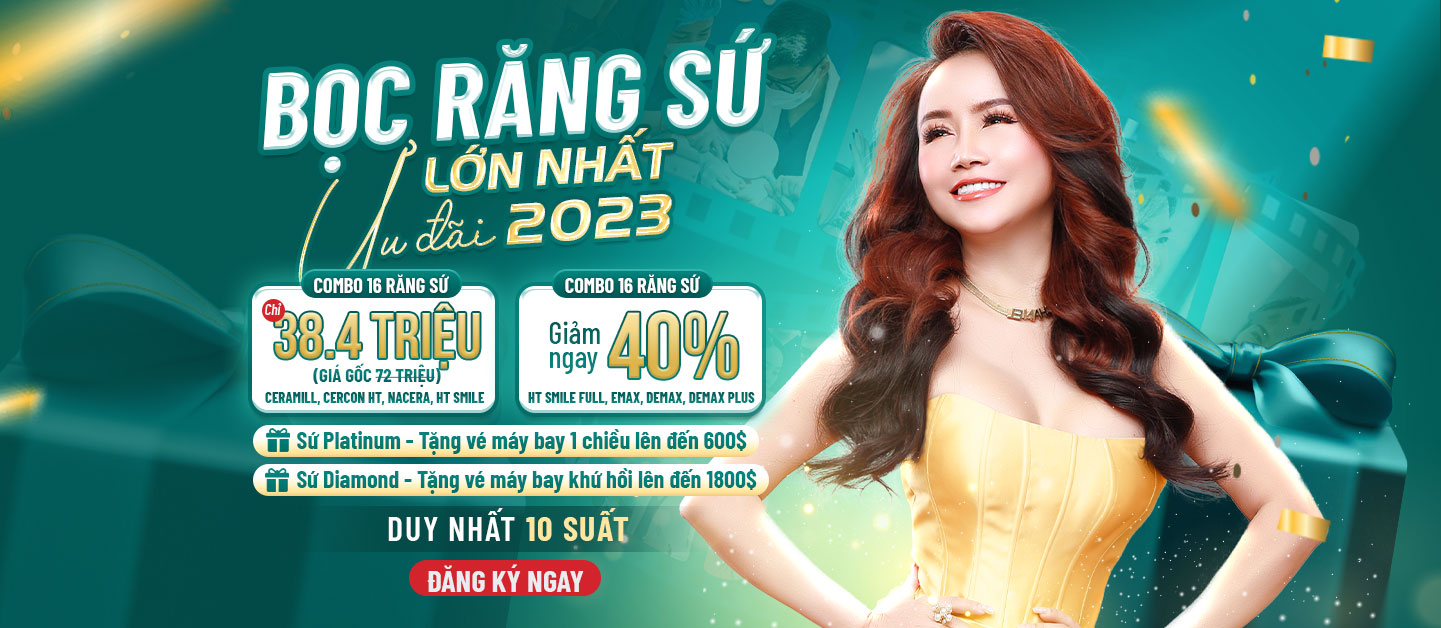 BỌC RĂNG SỨ
Ưu đãi LỚN NHẤT
2023
COMBO 16 RĂNG SỨ
Chỉ
38.4 TRIỆU
(GIÁ GỐC 72 TRIỆU)
CERAMILL, CERCON HT, NACERA, HT SMILE
COMBO 16 RĂNG SỨ
Giảm ngay 40%
HT SMILE FULL, EMAX, DEMAX, DEMAX PLUS
Sứ Platinum - Tặng vé máy bay 1 chiều lên đến 600$
Sứ Diamond - Tặng vé máy bay khứ hồi lên đến 1800$
DUY NHẤT 10 SUẤT
ĐĂNG KÝ NGAY